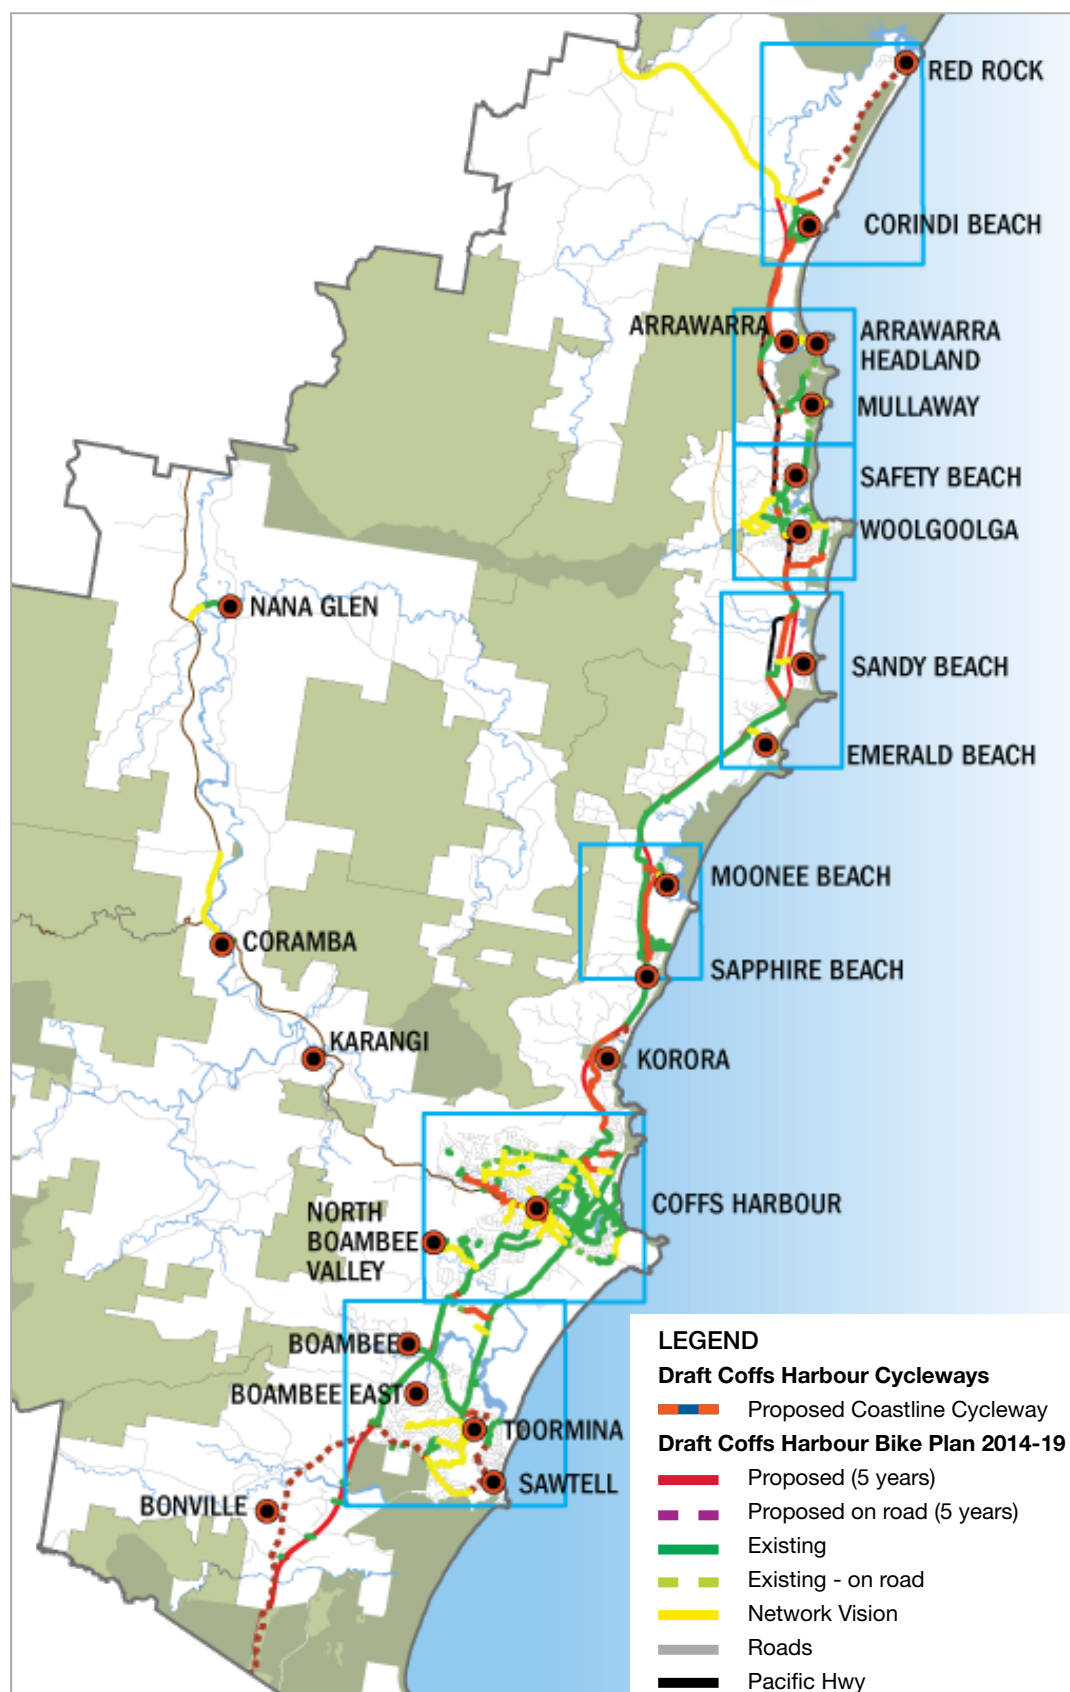 RED ROCK
CORINDI BEACH
ARRAWARRA
ARRAWARRA
HEADLAND
MULLAWAY
SAFETY BEACH
WOOLGOOLGA
NANA GLEN
SANDY BEACH
EMERALD BEACH
MOONEE BEACH
CORAMBA
SAPPHIRE BEACH
KARANGI
KORORA
COFFS HARBOUR
NORTH
BOAMBEE
VALLEY
BOAMBEE
BOAMBEE EAST
TOORMINA
SAWTELL
BONVILLE
LEGEND
Draft Coffs Harbour Cycleways
Proposed Coastline Cycleway
Draft Coffs Harbour Bike Plan 2014-19
Proposed (5 years)
Proposed on road (5 years)
Existing
Existing - on road
Network Vision
Roads
Pacific Hwy